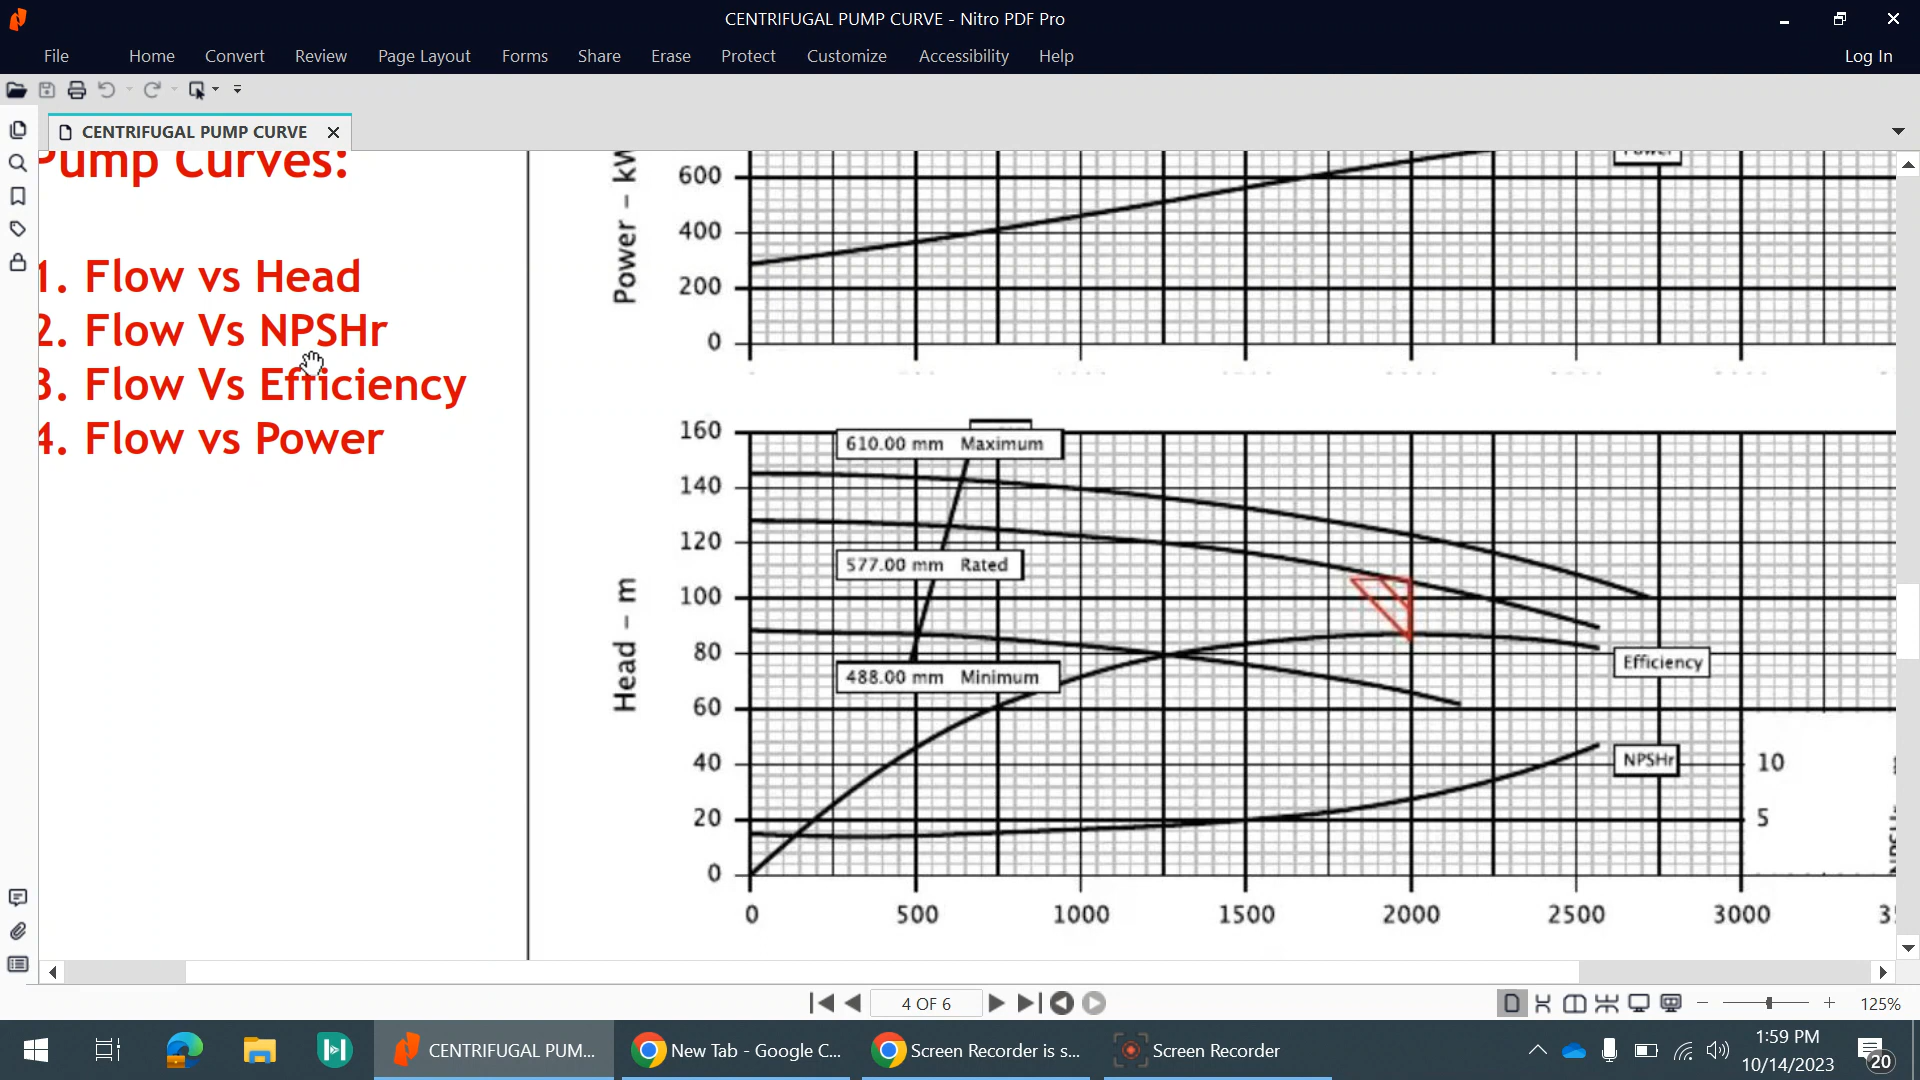 CENTRIFUGAL PUMP CURVE - Nitro PDF Pro
File Home Convert Review Page Layout Forms Share Erase Protect Customize Accessibility Help Log In
CENTRIFUGAL PUMP CURVE
Pump Curves:
1. Flow vs Head
2. Flow Vs NPSHr
3. Flow Vs Efficiency
4. Flow vs Power
Power – kW
600
400
200
0
Power
Head – m
160
140
120
100
80
60
40
20
0
610.00 mm Maximum
577.00 mm Rated
488.00 mm Minimum
Efficiency
NPSHr
10
5
0 500 1000 1500 2000 2500 3000
4 OF 6
125%
CENTRIFUGAL PUM...
New Tab - Google C...
Screen Recorder is s...
Screen Recorder
1:59 PM
10/14/2023
20